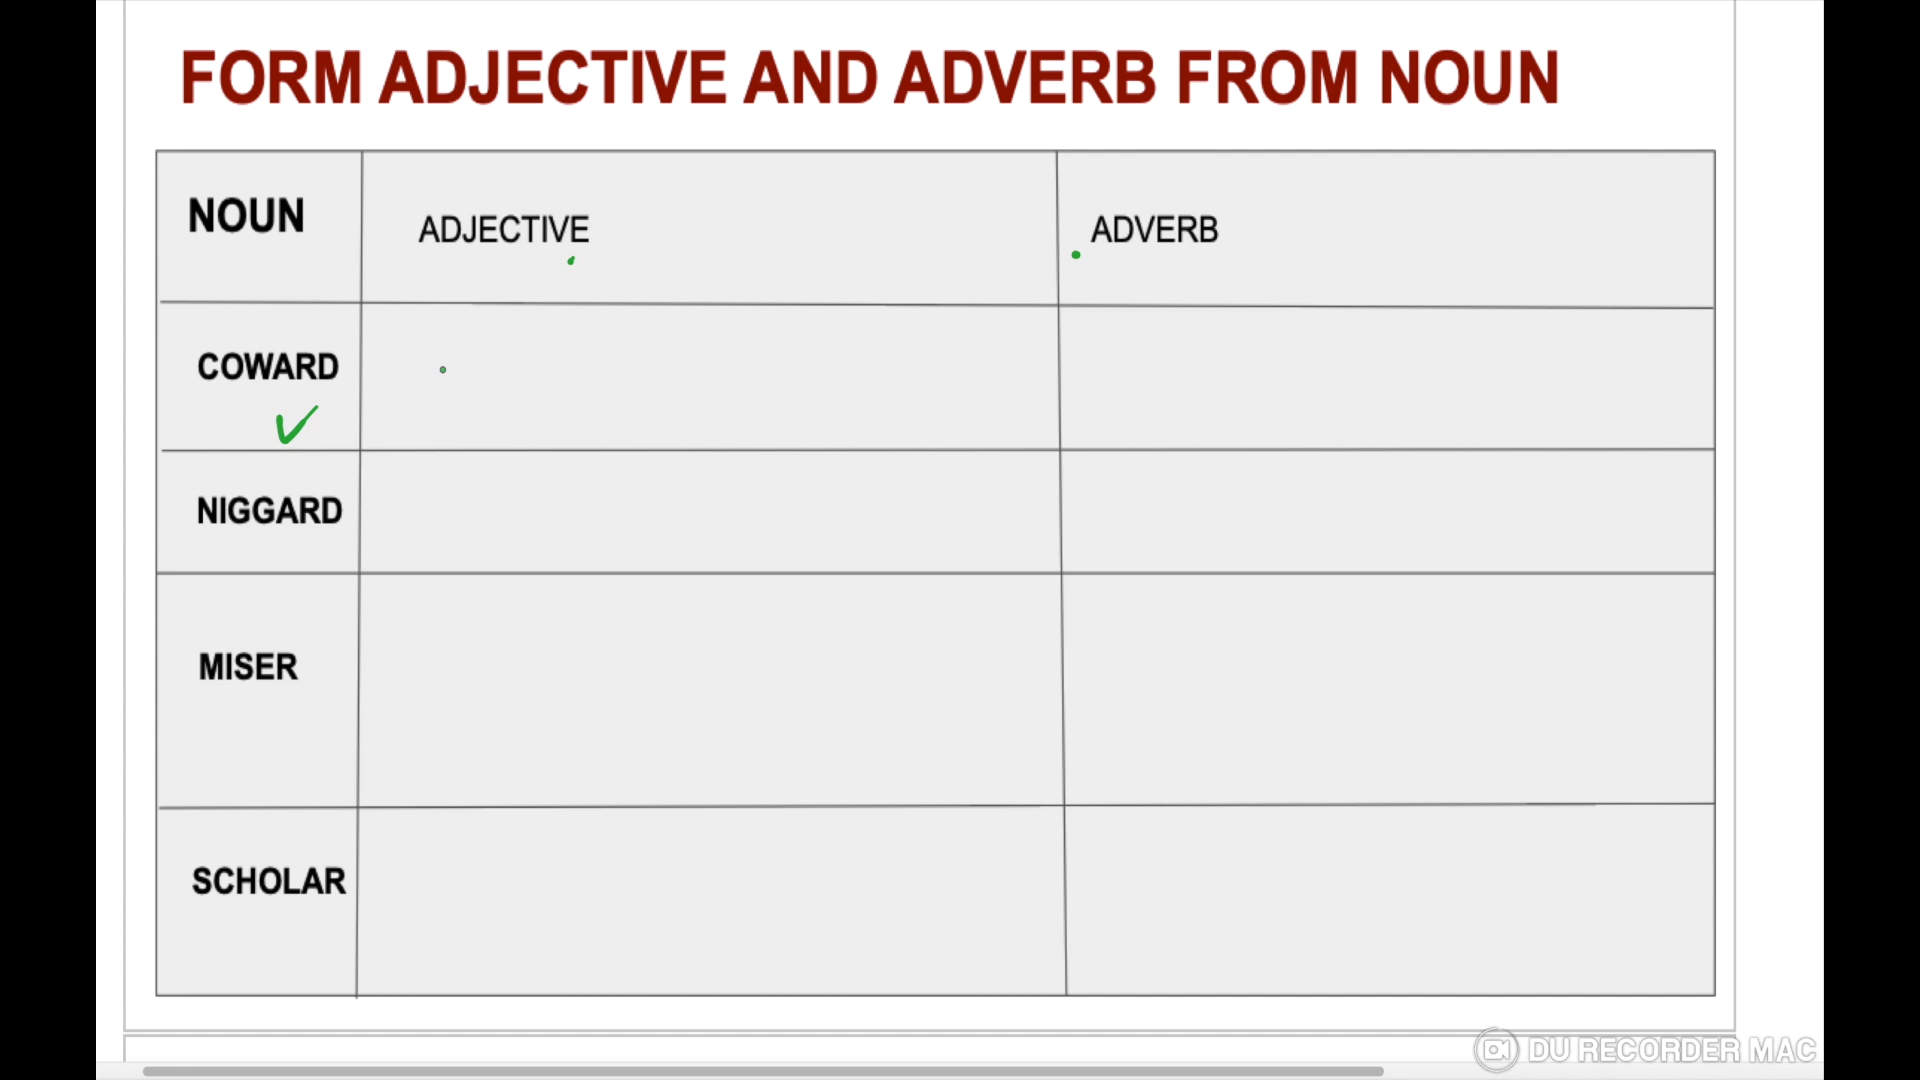 FORM ADJECTIVE AND ADVERB FROM NOUN
NOUN ADJECTIVE ADVERB
COWARD
NIGGARD
MISER
SCHOLAR
DU RECORDER MAC